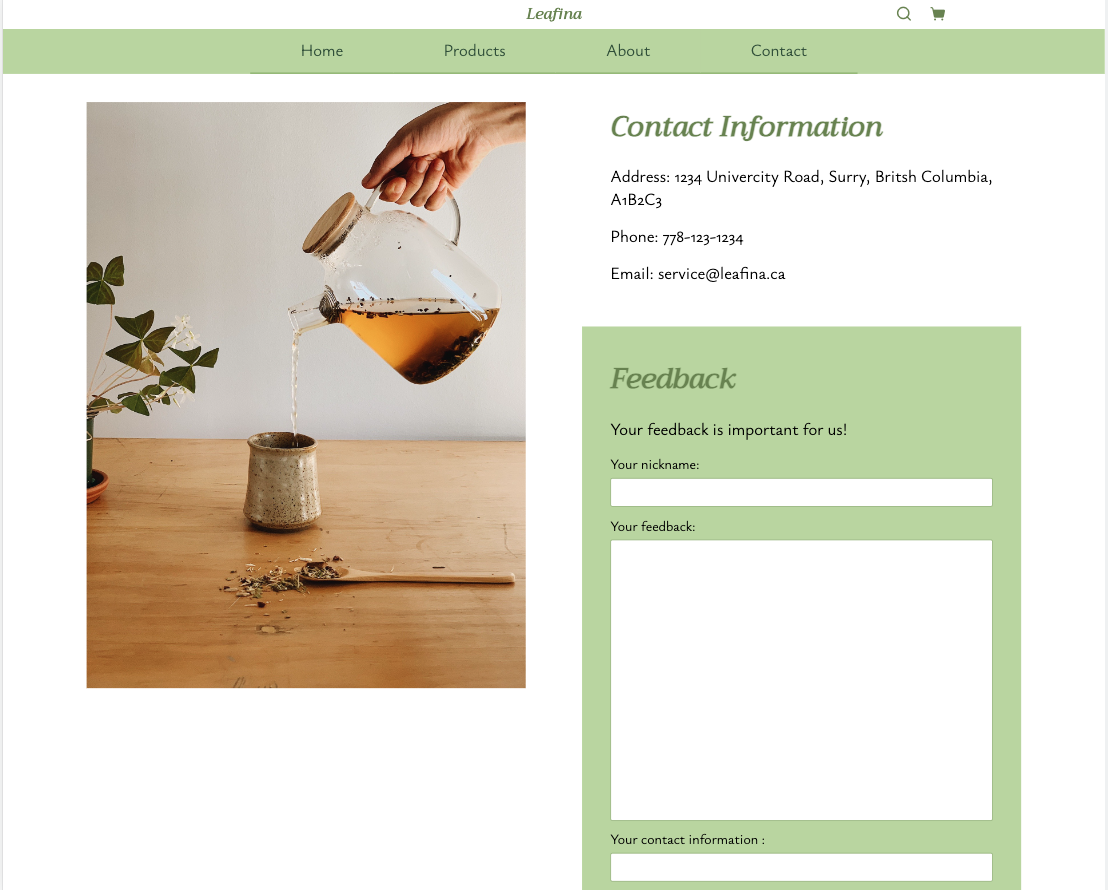 Leafina
Home Products About Contact
Contact Information
Address: 1234 Univercity Road, Surry, Britsh Columbia,
A1B2C3
Phone: 778-123-1234
Email: service@leafina.ca
Feedback
Your feedback is important for us!
Your nickname:
Your feedback:
Your contact information :